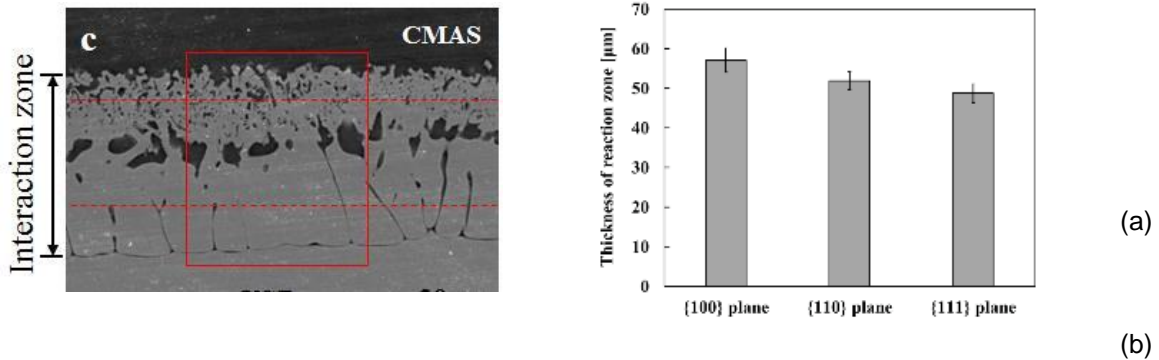 c
CMAS
Interaction zone
Thickness of reaction zone [μm]
70
60
50
40
30
20
10
0
{100} plane
{110} plane
{111} plane
(a)
(b)